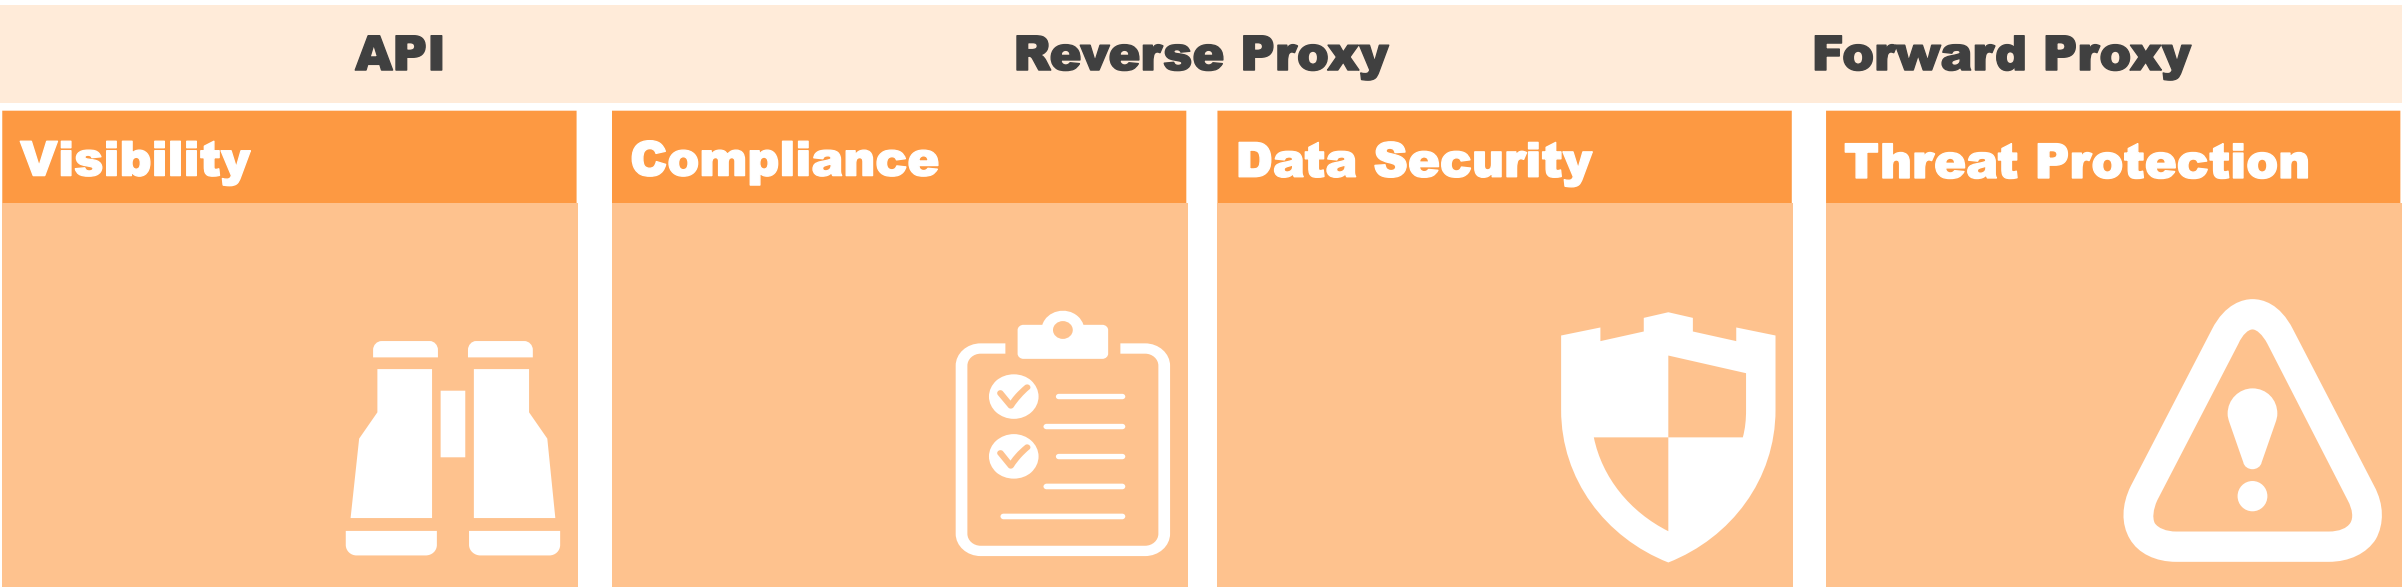 API Reverse Proxy Forward Proxy
Visibility
Compliance
Data Security
Threat Protection